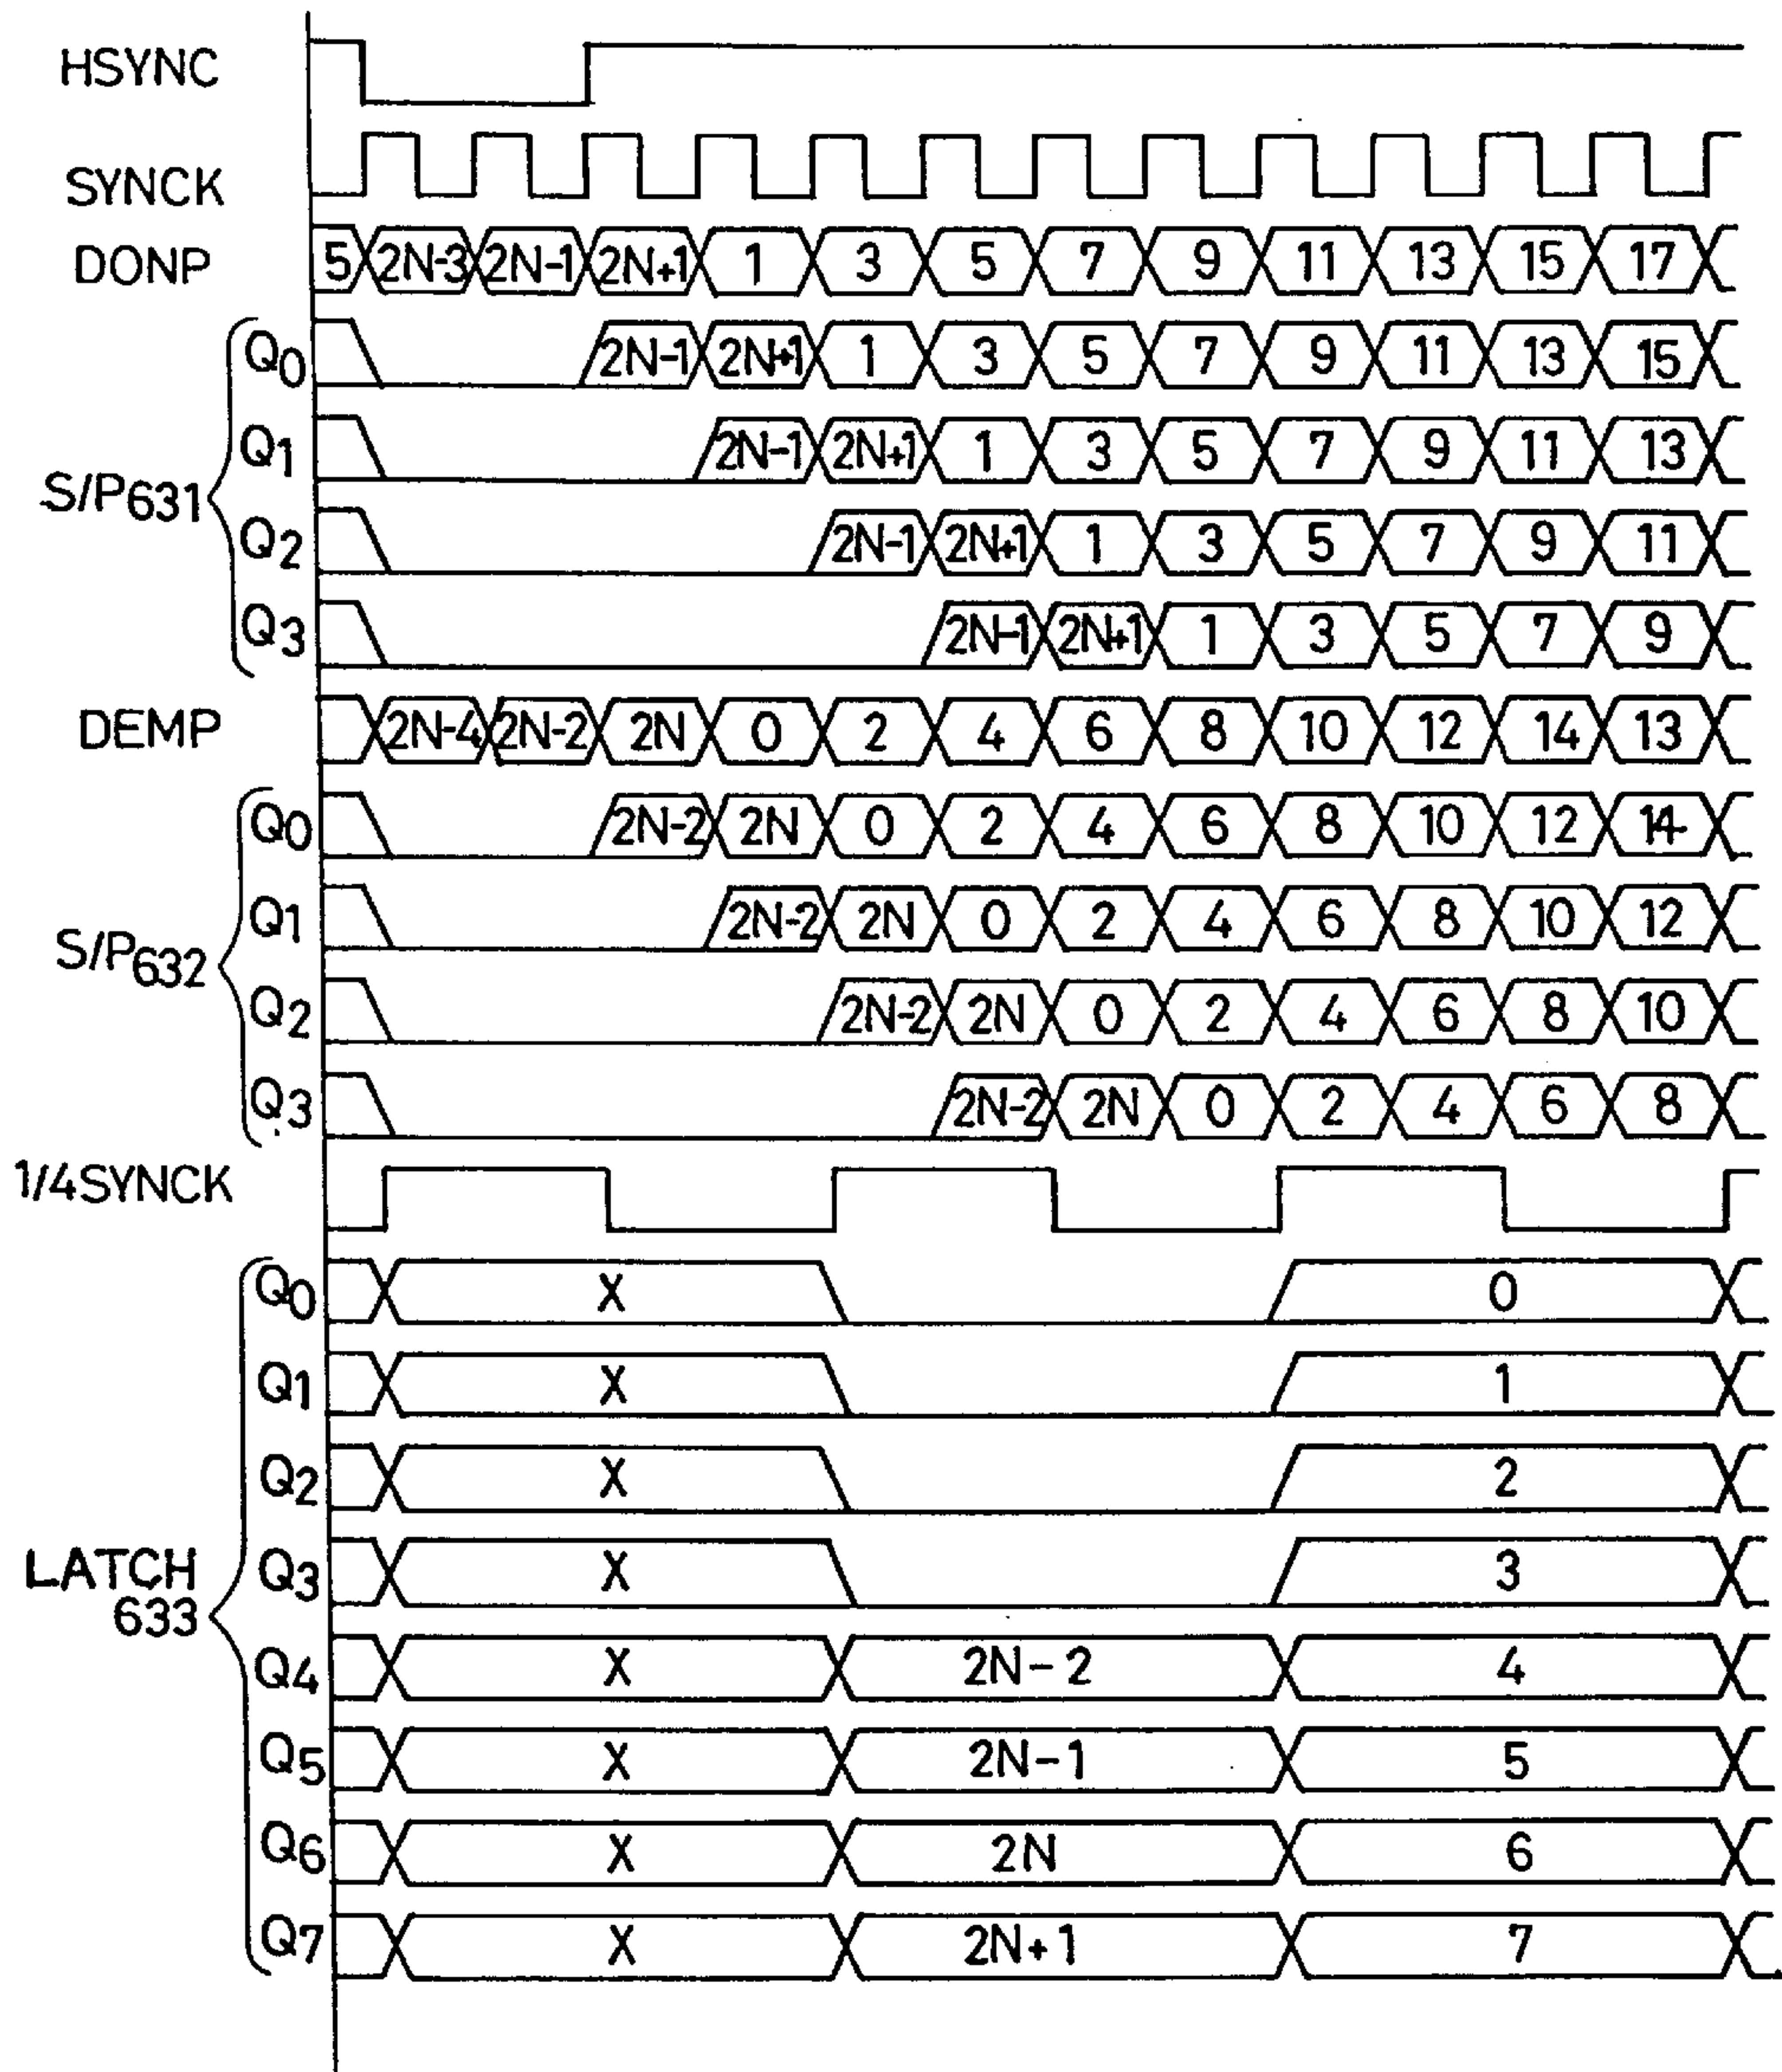 HSYNC
SYNCK
DONP 5 2N-3 2N-1 2N+1 1 3 5 7 9 11 13 15 17
S/P631
Q0 2N-1 2N+1 1 3 5 7 9 11 13 15
Q1 2N-1 2N+1 1 3 5 7 9 11 13
Q2 2N-1 2N+1 1 3 5 7 9 11
Q3 2N-1 2N+1 1 3 5 7 9
DEMP 2N-4 2N-2 2N 0 2 4 6 8 10 12 14 13
S/P632
Q0 2N-2 2N 0 2 4 6 8 10 12 14
Q1 2N-2 2N 0 2 4 6 8 10 12
Q2 2N-2 2N 0 2 4 6 8 10
Q3 2N-2 2N 0 2 4 6 8
1/4SYNCK
LATCH
633
Q0 X 0
Q1 X 1
Q2 X 2
Q3 X 3
Q4 X 2N-2 4
Q5 X 2N-1 5
Q6 X 2N 6
Q7 X 2N+1 7